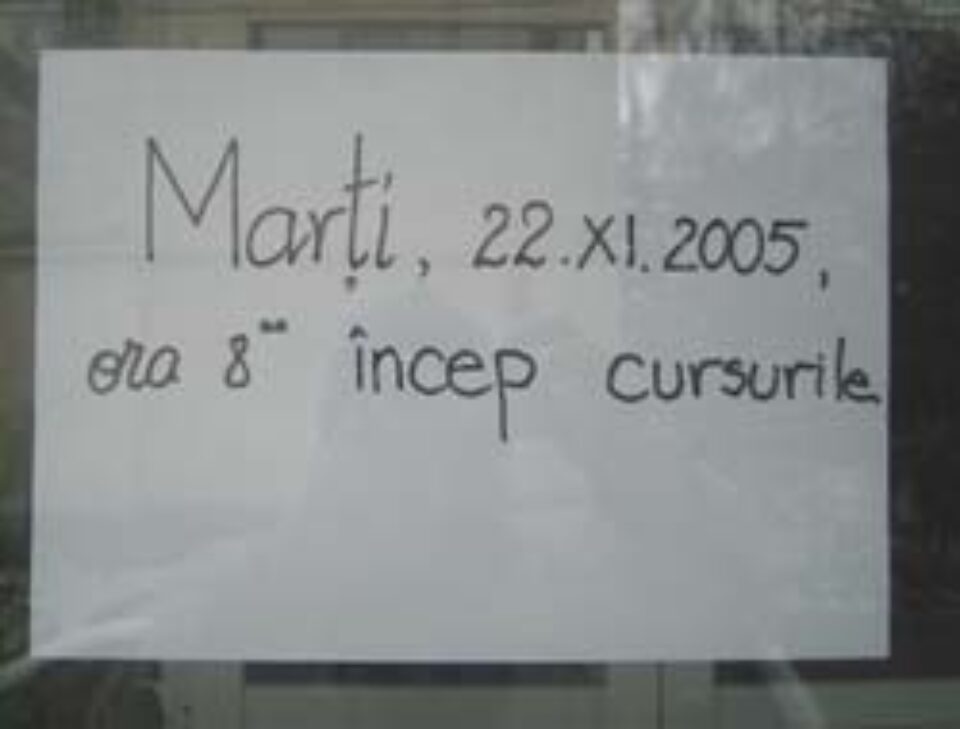 Marți, 22.XI.2005,
ora 8⁰⁰ încep cursurile